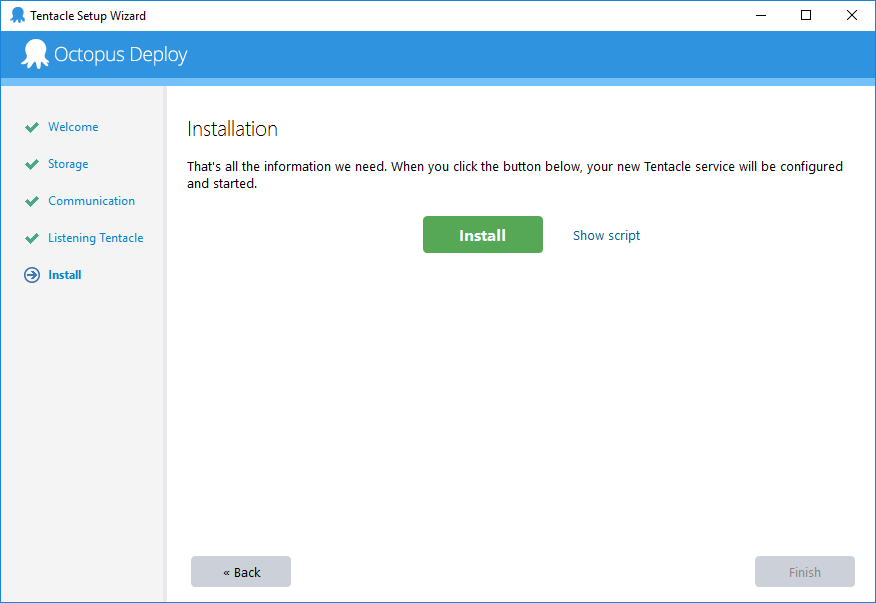 Tentacle Setup Wizard
Octopus Deploy
Welcome
Storage
Communication
Listening Tentacle
Install
Installation
That's all the information we need. When you click the button below, your new Tentacle service will be configured
and started.
Install
Show script
« Back
Finish